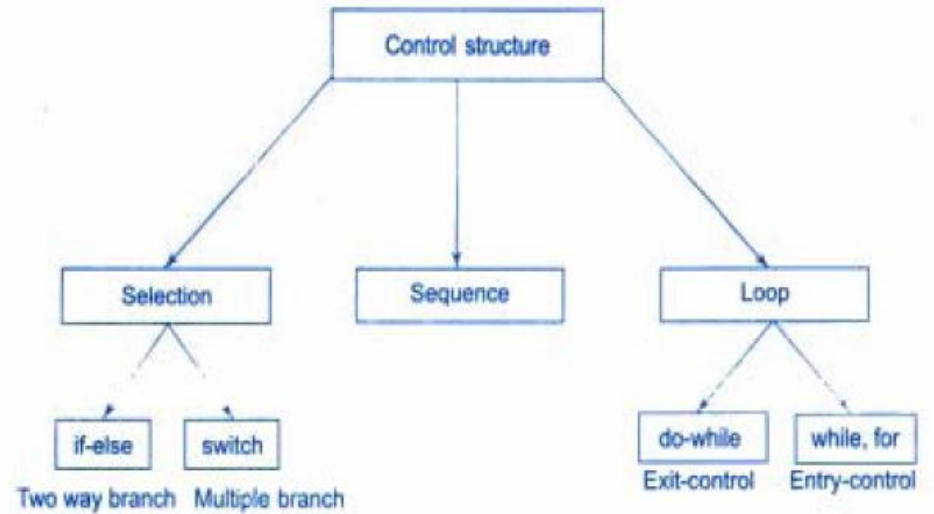 Control structure
Selection
Sequence
Loop
if-else
switch
do-while
while, for
Two way branch
Multiple branch
Exit-control
Entry-control